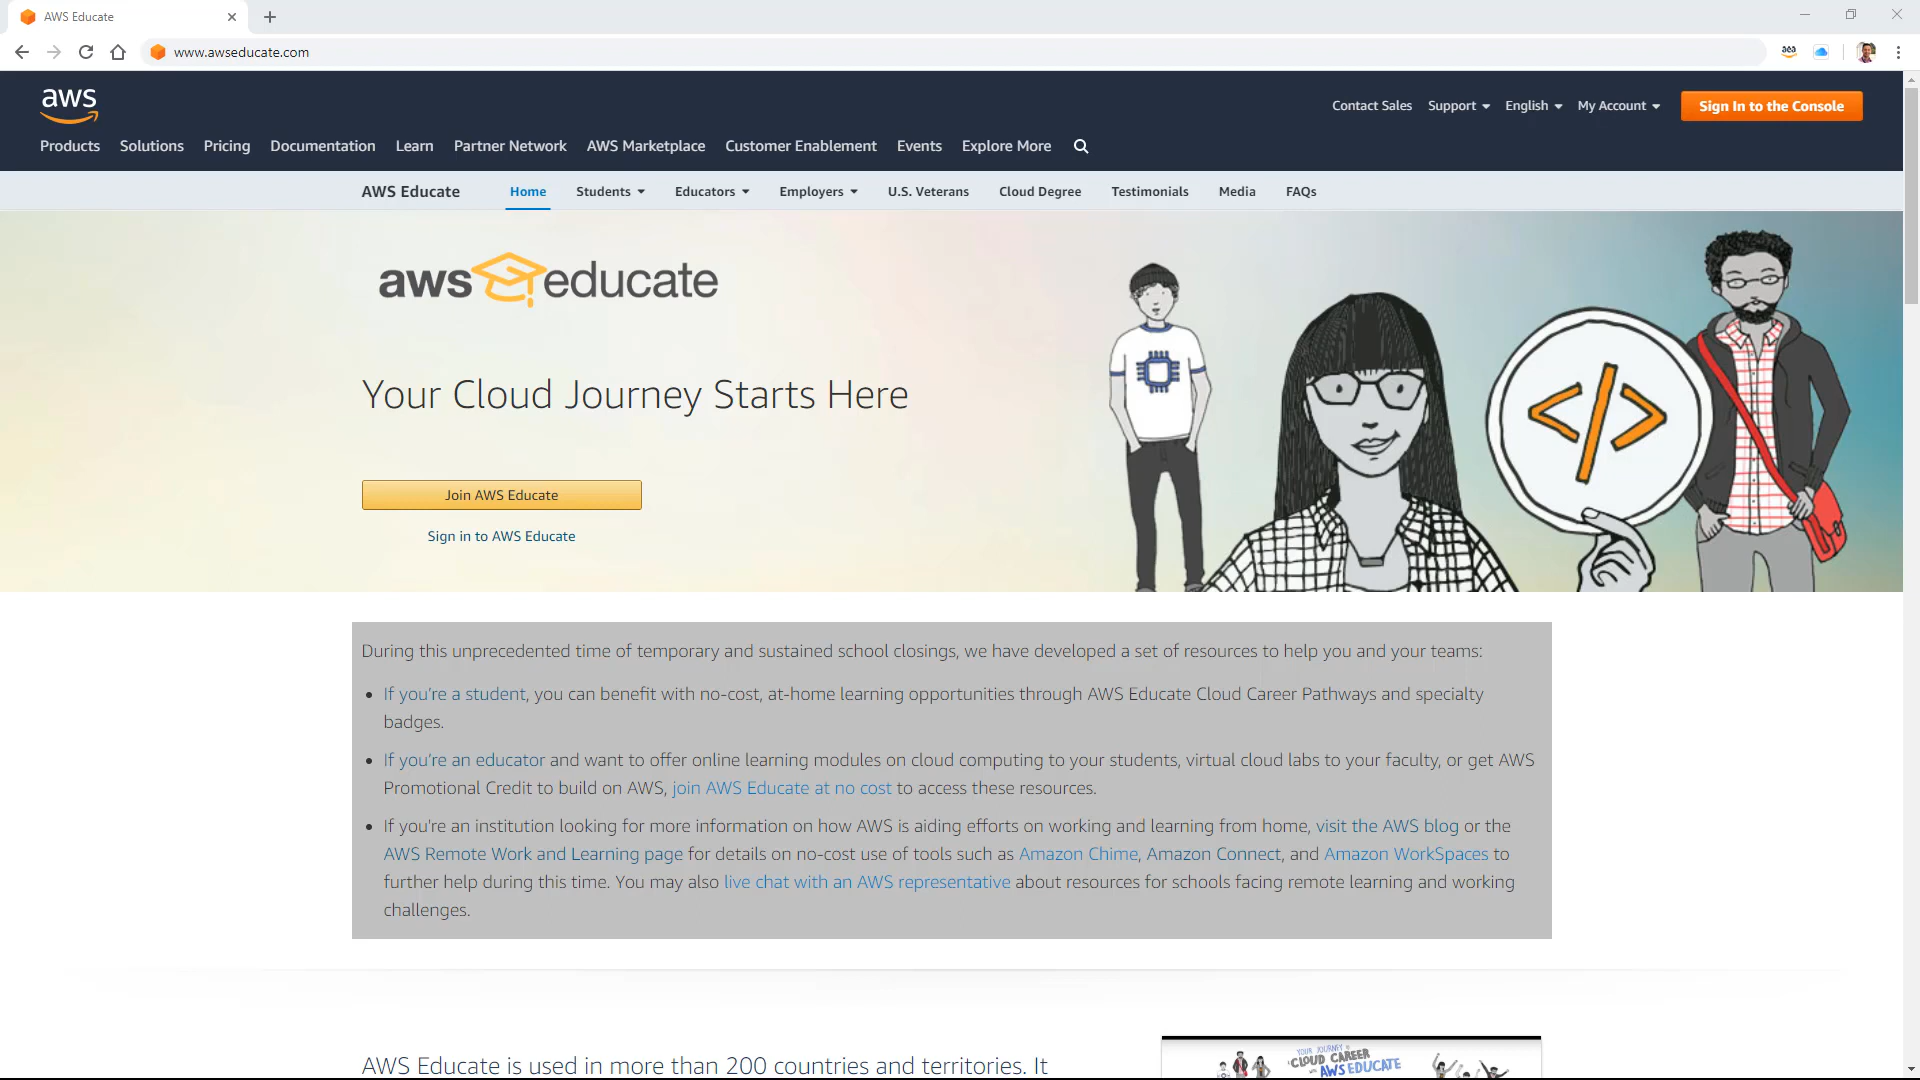 AWS Educate
www.awseducate.com
aws
Contact Sales Support English My Account Sign In to the Console
Products Solutions Pricing Documentation Learn Partner Network AWS Marketplace Customer Enablement Events Explore More
AWS Educate Home Students Educators Employers U.S. Veterans Cloud Degree Testimonials Media FAQs
aws educate
</>
Your Cloud Journey Starts Here
Join AWS Educate
Sign in to AWS Educate
During this unprecedented time of temporary and sustained school closings, we have developed a set of resources to help you and your teams:
• If you're a student, you can benefit with no-cost, at-home learning opportunities through AWS Educate Cloud Career Pathways and specialty
badges.
• If you're an educator and want to offer online learning modules on cloud computing to your students, virtual cloud labs to your faculty, or get AWS
Promotional Credit to build on AWS, join AWS Educate at no cost to access these resources.
• If you're an institution looking for more information on how AWS is aiding efforts on working and learning from home, visit the AWS blog or the
AWS Remote Work and Learning page for details on no-cost use of tools such as Amazon Chime, Amazon Connect, and Amazon WorkSpaces to
further help during this time. You may also live chat with an AWS representative about resources for schools facing remote learning and working
challenges.
AWS Educate is used in more than 200 countries and territories. It
YOUR JOURNEY to
a CLOUD CAREER
with AWS EDUCATE